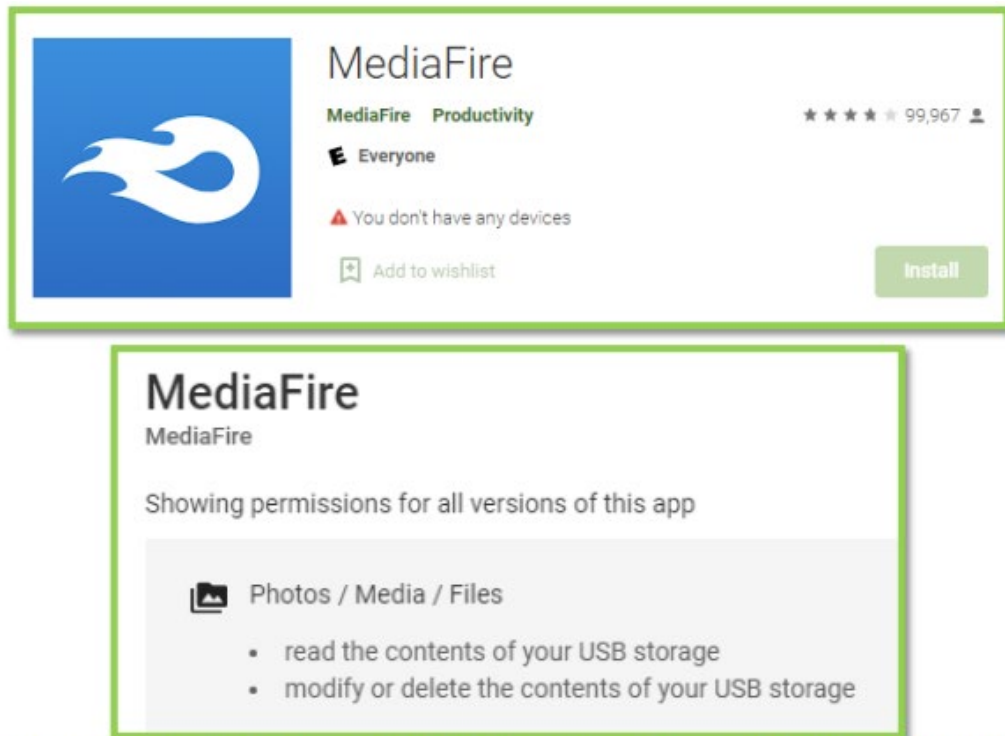 MediaFire
MediaFire Productivity 99,967
E Everyone
You don't have any devices
Add to wishlist Install
MediaFire
MediaFire
Showing permissions for all versions of this app
Photos / Media / Files
• read the contents of your USB storage
• modify or delete the contents of your USB storage